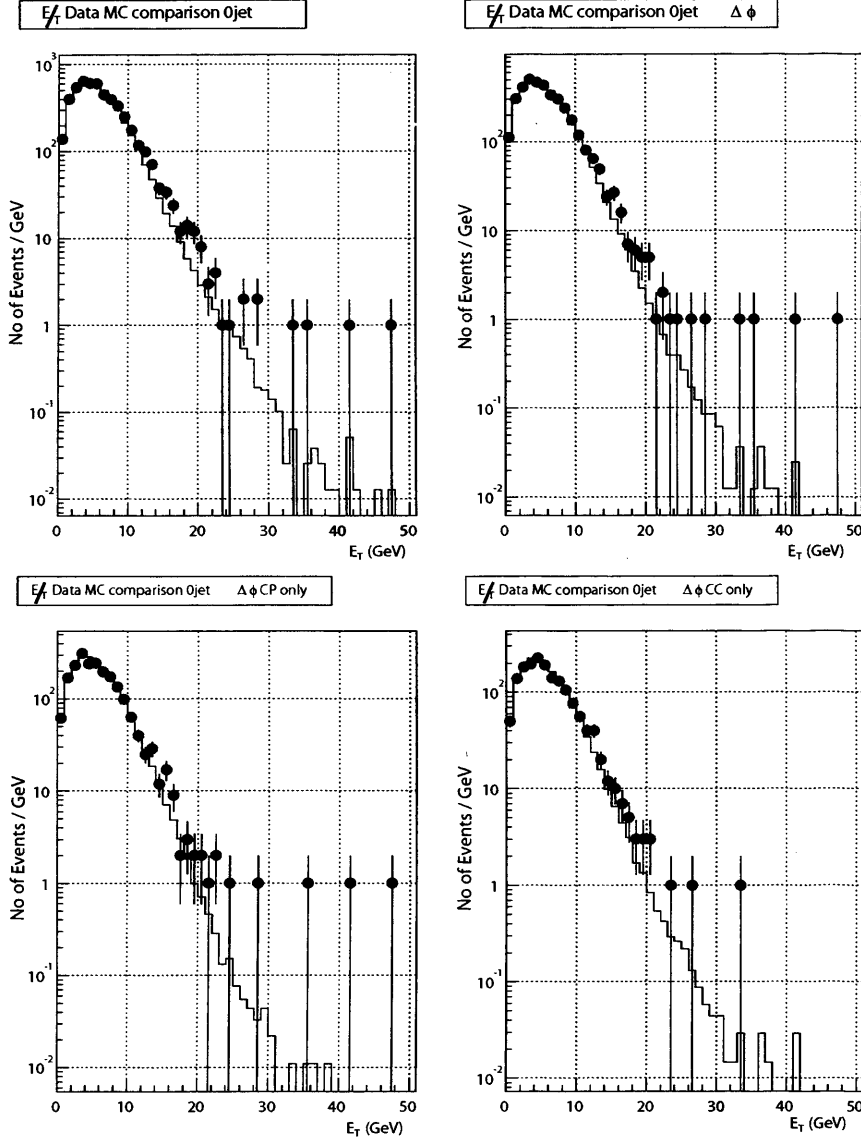 E̸T Data MC comparison 0jet
E̸T Data MC comparison 0jet Δϕ
No of Events / GeV
10³
10²
10
1
10⁻¹
10⁻²
0 10 20 30 40 50
E_T (GeV)
No of Events / GeV
10²
10
1
10⁻¹
10⁻²
0 10 20 30 40 50
E_T (GeV)
E̸T Data MC comparison 0jet Δϕ CP only
E̸T Data MC comparison 0jet Δϕ CC only
No of Events / GeV
10²
10
1
10⁻¹
10⁻²
0 10 20 30 40 50
E_T (GeV)
No of Events / GeV
10²
10
1
10⁻¹
10⁻²
0 10 20 30 40 50
E_T (GeV)